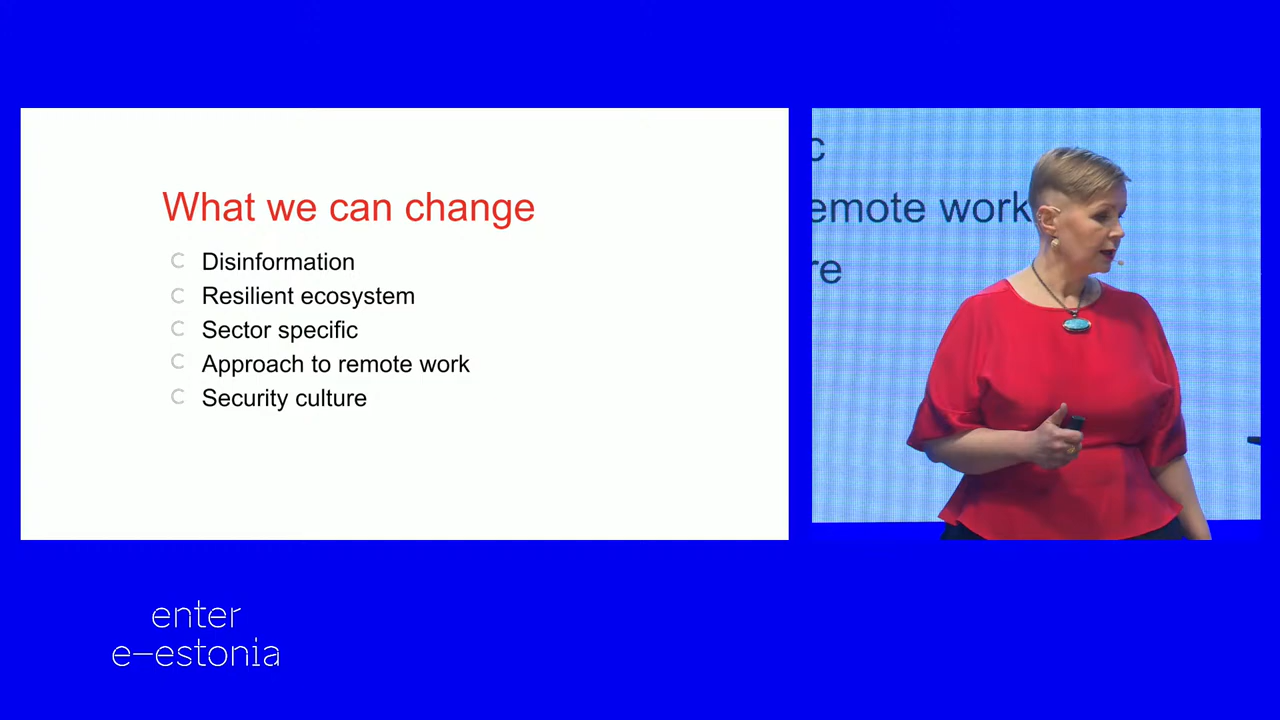 What we can change
Disinformation
Resilient ecosystem
Sector specific
Approach to remote work
Security culture
c
emote work
re
enter
e—estonia